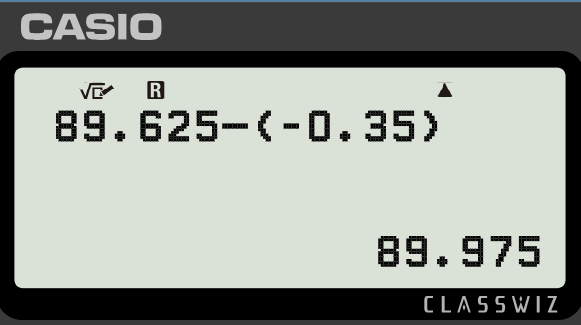 CASIO
√□ R ▲
89.625-(-0.35)
89.975
CLASSWIZ